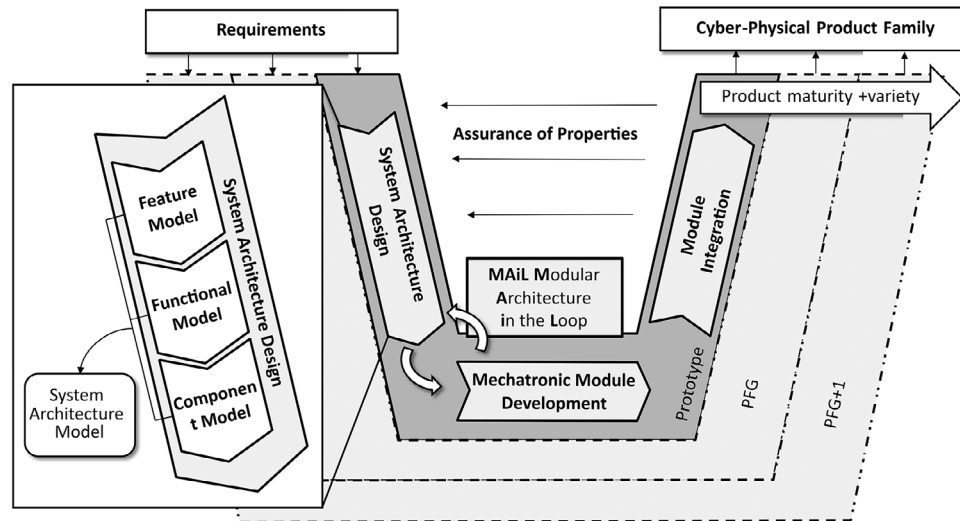 Requirements
Cyber-Physical Product Family
Product maturity +variety
Assurance of Properties
Feature
Model
Functional
Model
Componen
t Model
System Architecture Design
System
Architecture
Model
System Architecture
Design
MAiL Modular
Architecture
in the Loop
Mechatronic Module
Development
Module
Integration
Prototype
PFG
PFG+1